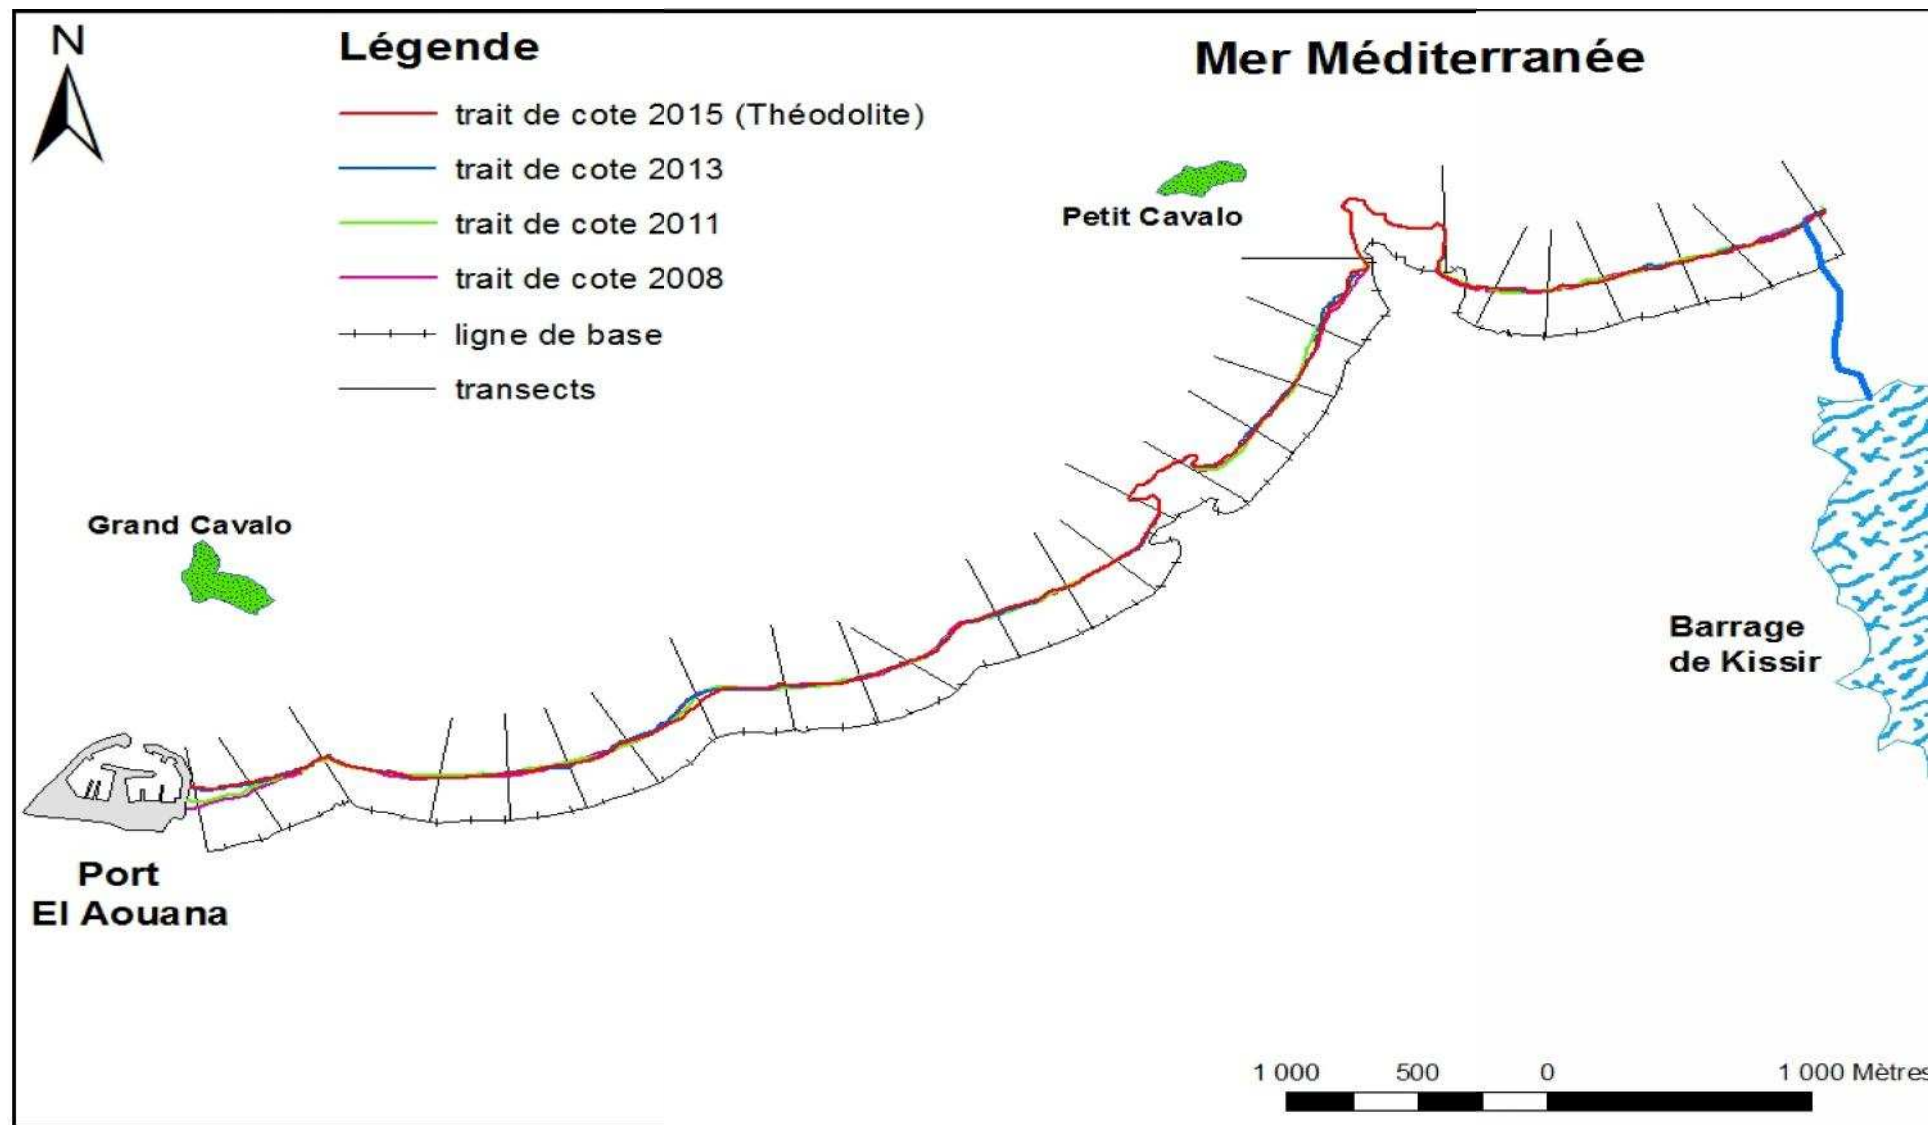 N
Légende
trait de cote 2015 (Théodolite)
trait de cote 2013
trait de cote 2011
trait de cote 2008
ligne de base
transects
Mer Méditerranée
Petit Cavalo
Grand Cavalo
Barrage
de Kissir
Port
El Aouana
1 000 500 0 1 000 Mètres